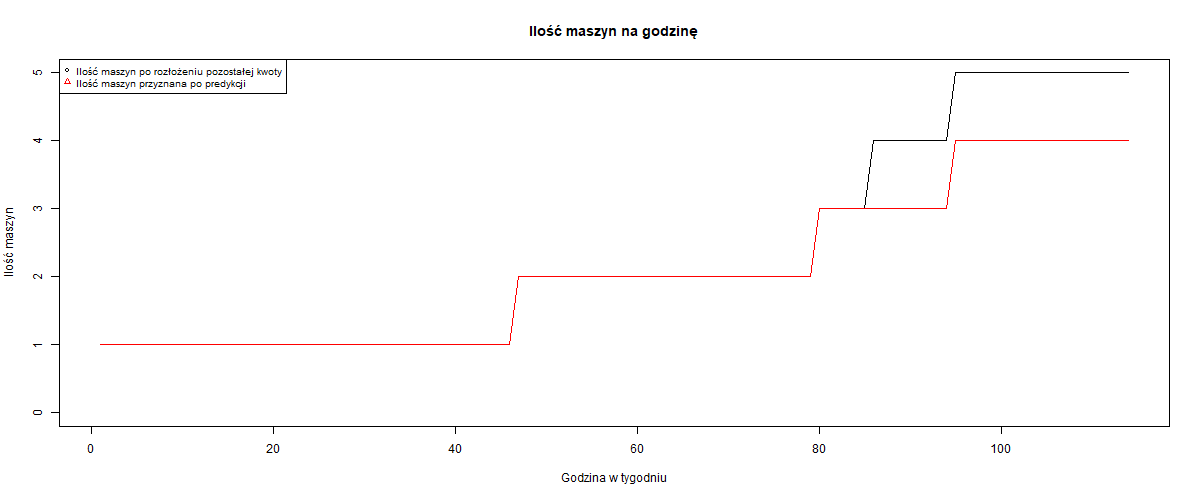 Ilość maszyn na godzinę
Ilość maszyn po rozłożeniu pozostałej kwoty
Ilość maszyn przyznana po predykcji
Ilość maszyn
5
4
3
2
1
0
0 20 40 60 80 100
Godzina w tygodniu